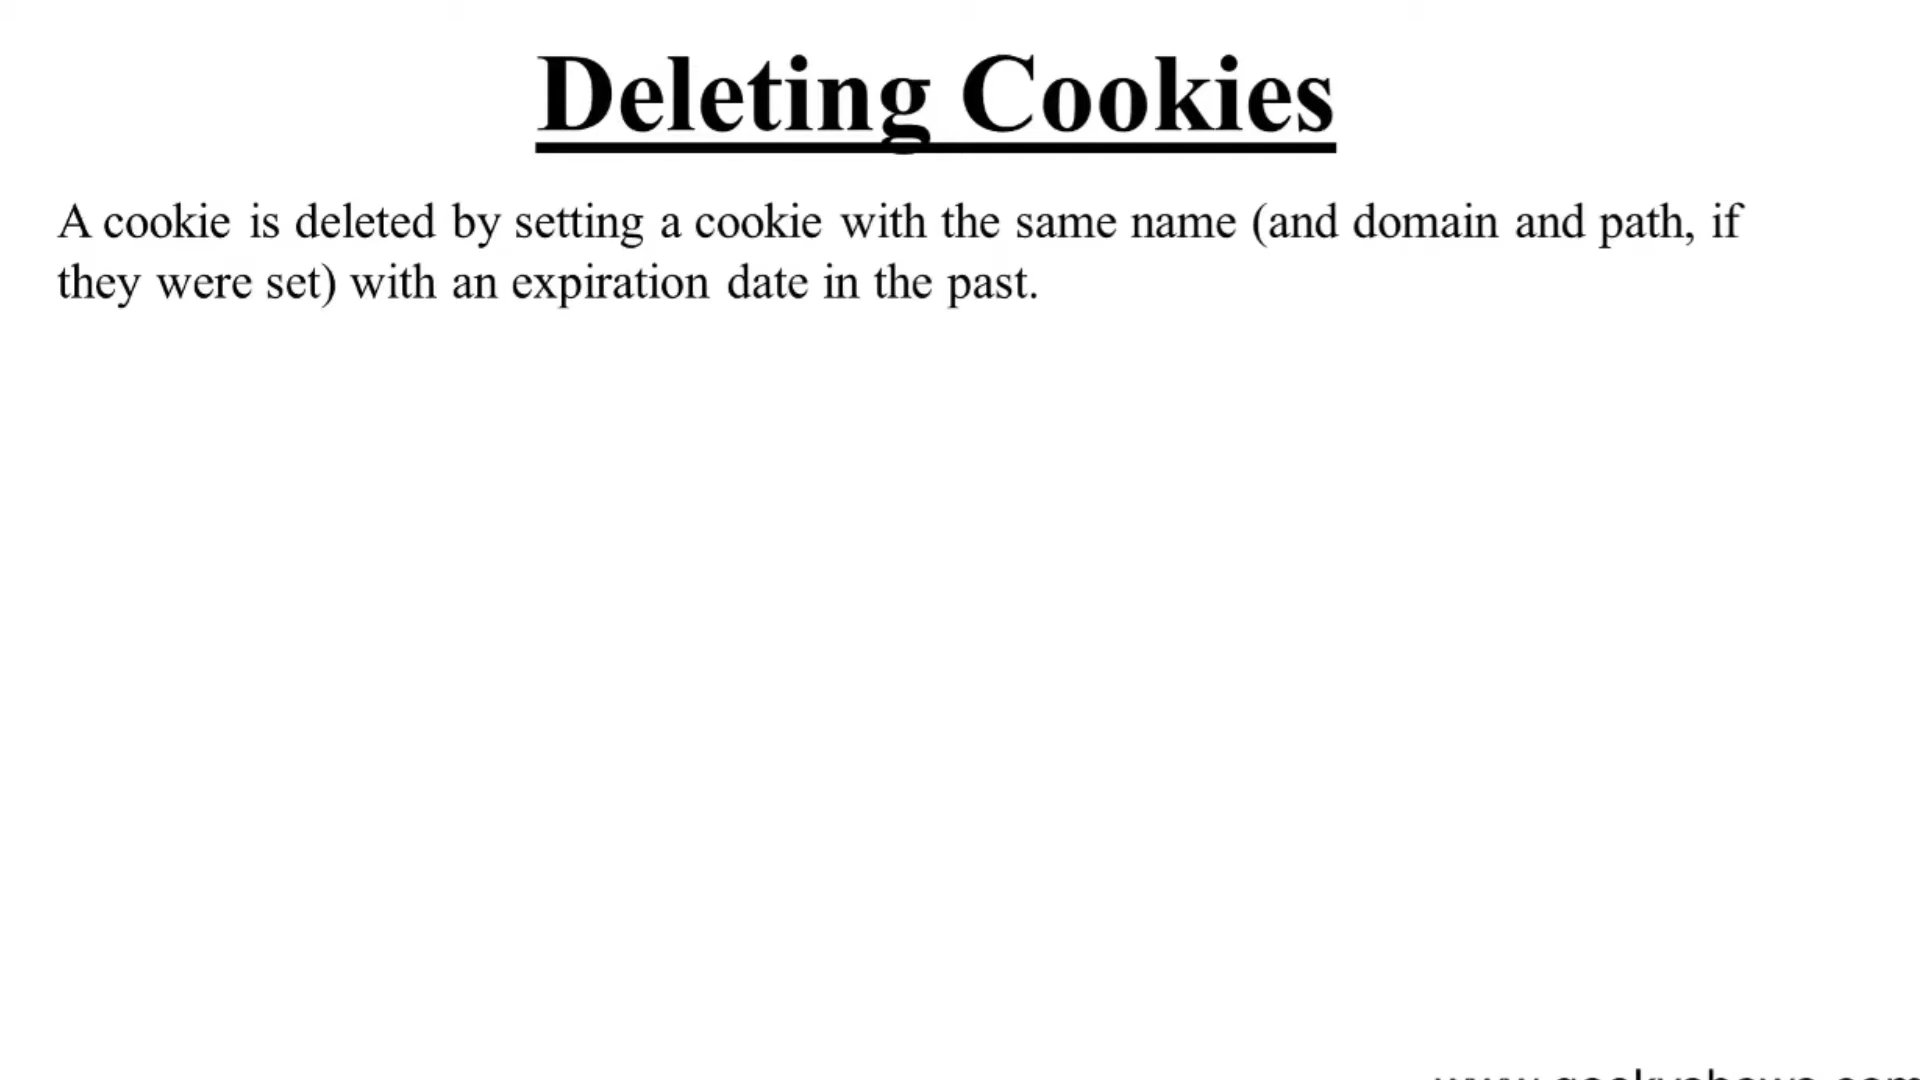 Deleting Cookies
A cookie is deleted by setting a cookie with the same name (and domain and path, if
they were set) with an expiration date in the past.